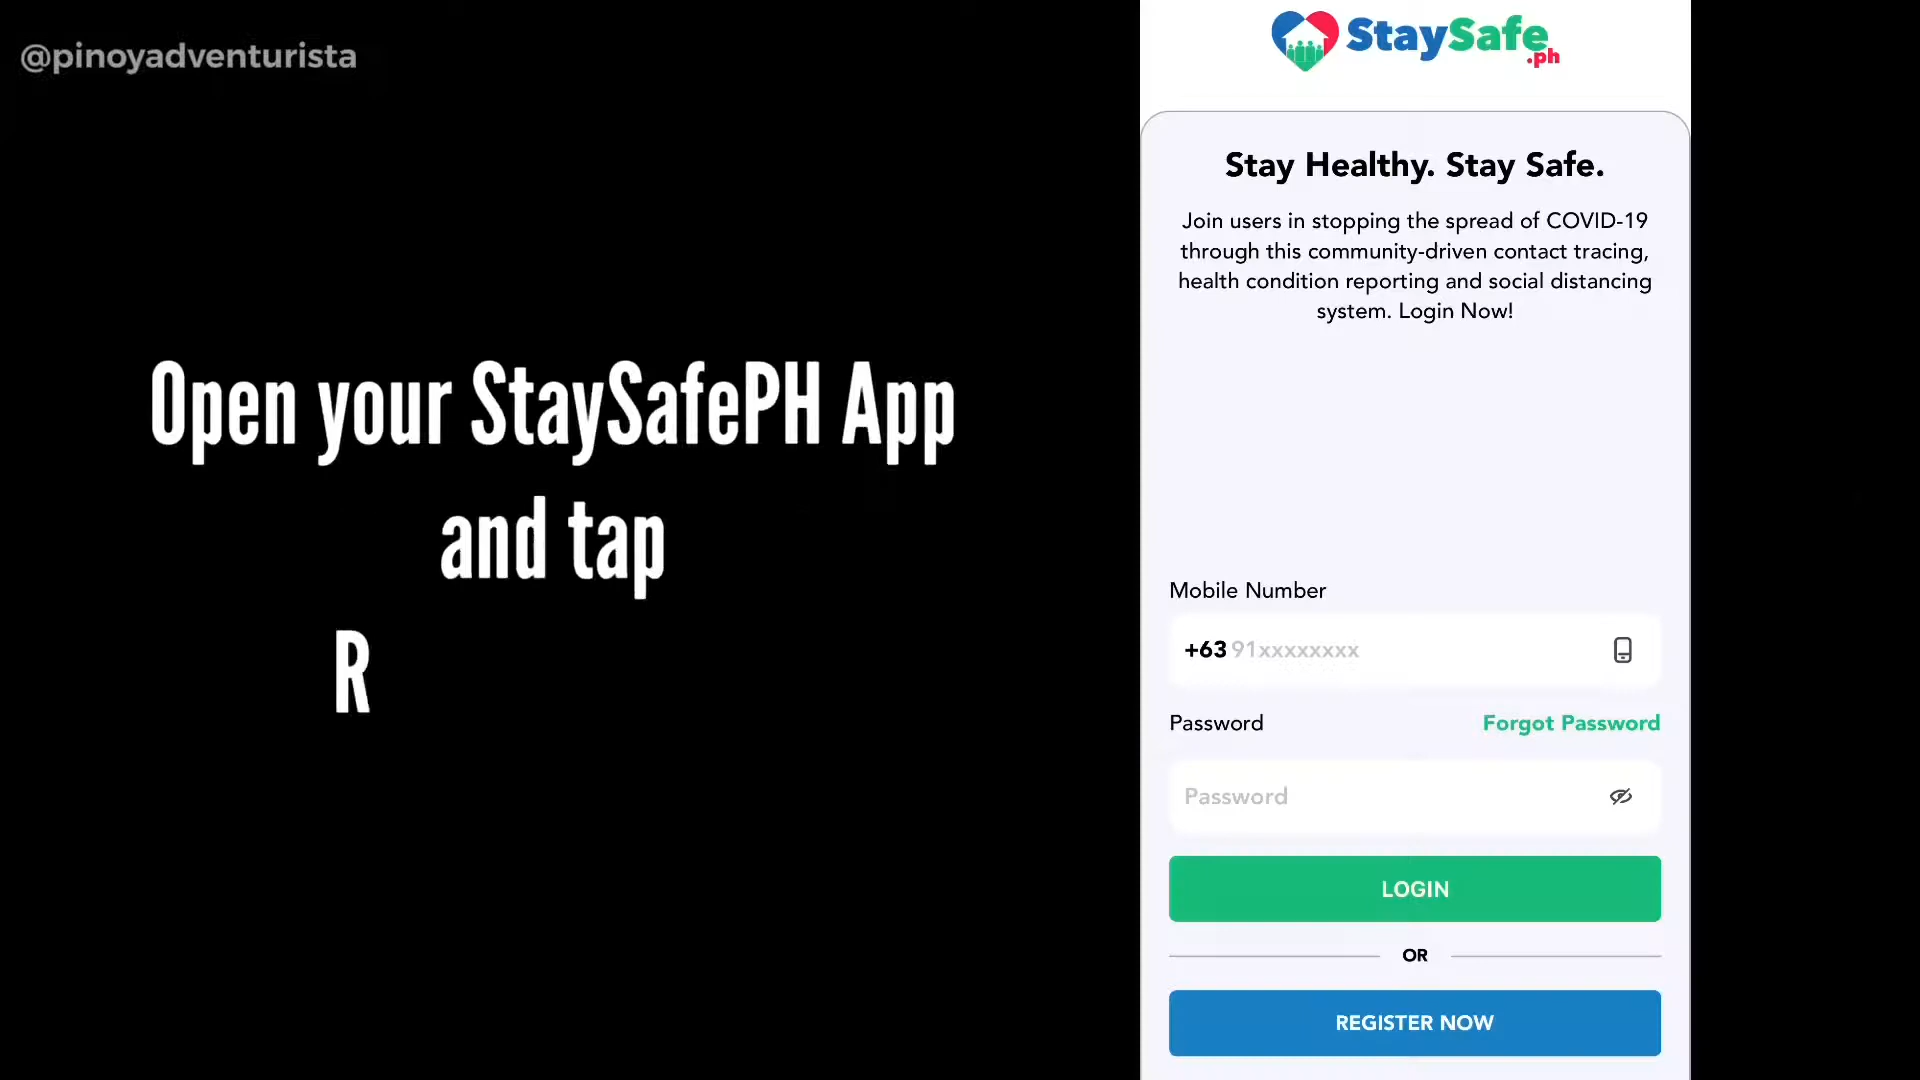 @pinoyadventurista
Open your StaySafePH App
and tap
R
StaySafe
.ph
Stay Healthy. Stay Safe.
Join users in stopping the spread of COVID-19
through this community-driven contact tracing,
health condition reporting and social distancing
system. Login Now!
Mobile Number
+63 91xxxxxxxx
Password
Forgot Password
Password
LOGIN
OR
REGISTER NOW